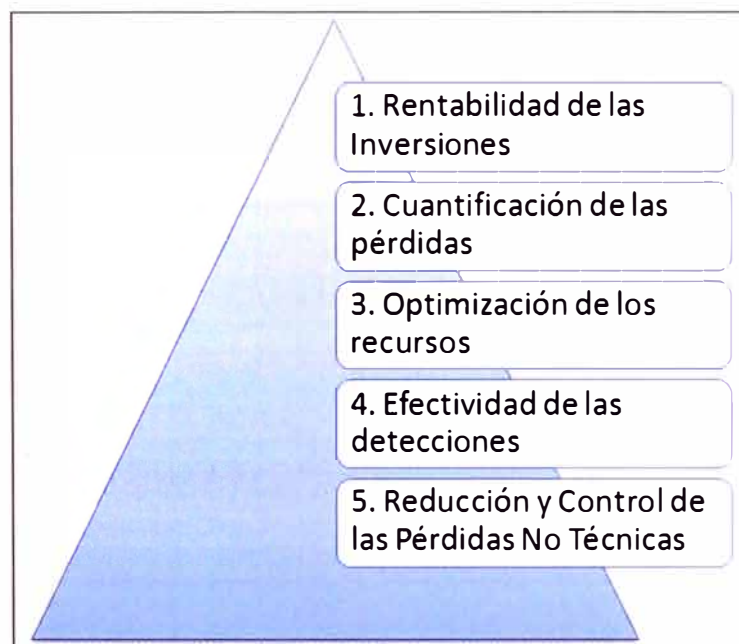 1. Rentabilidad de las
Inversiones
2. Cuantificación de las
pérdidas
3. Optimización de los
recursos
4. Efectividad de las
detecciones
5. Reducción y Control de
las Pérdidas No Técnicas